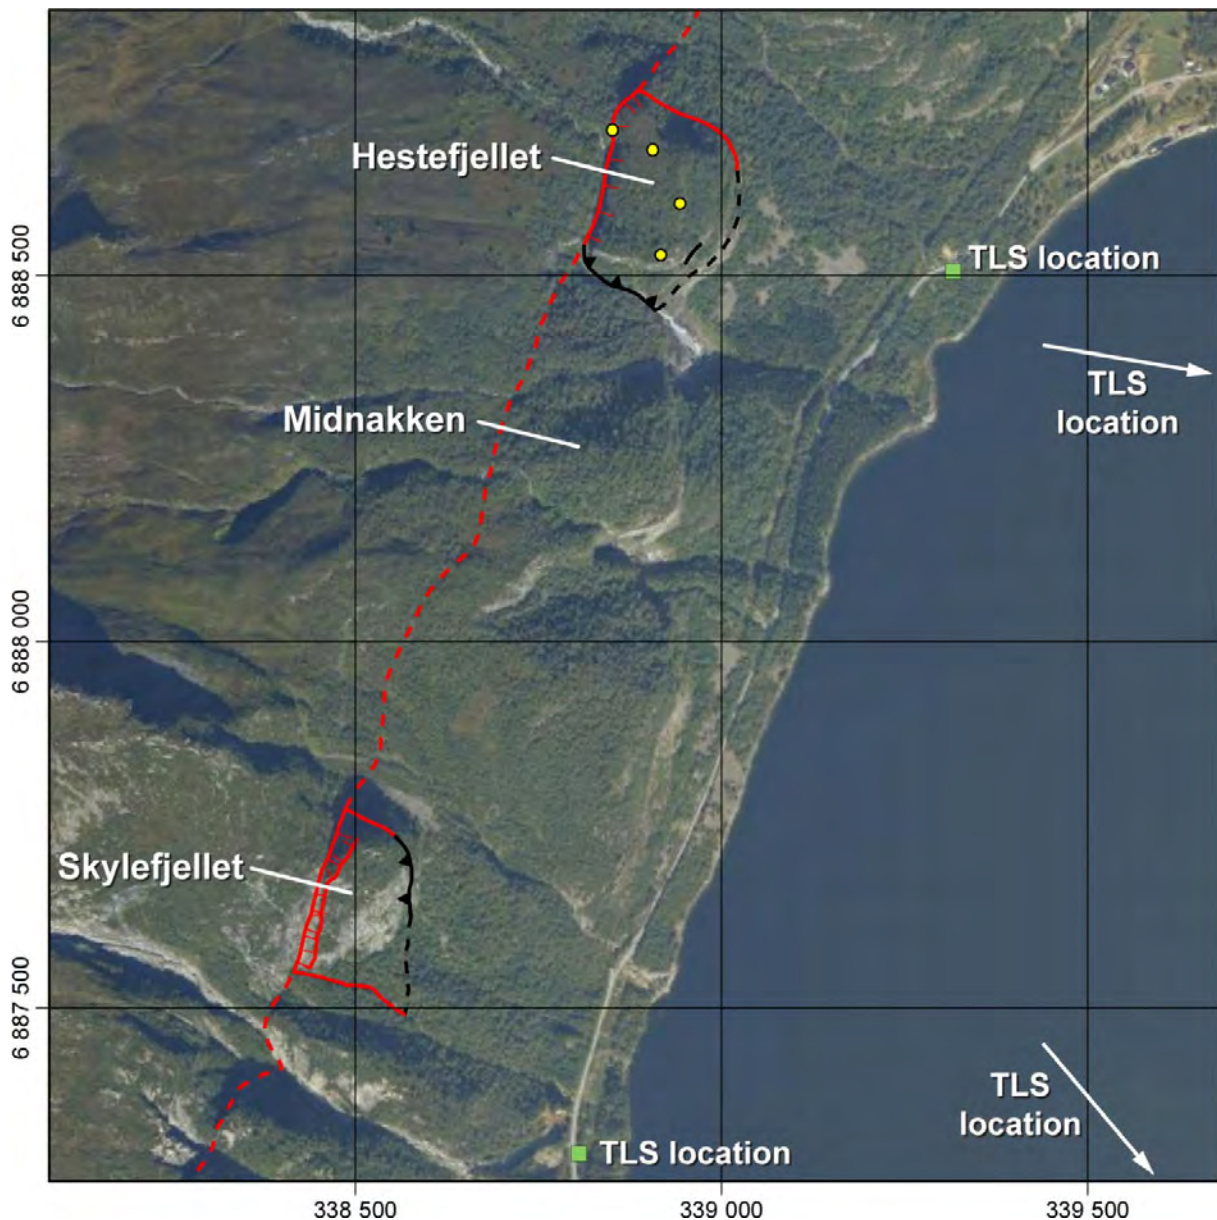 Hestefjellet
TLS location
6 888 500
TLS
location
Midnakken
6 888 000
Skylefjellet
6 887 500
TLS
location
TLS location
338 500
339 000
339 500